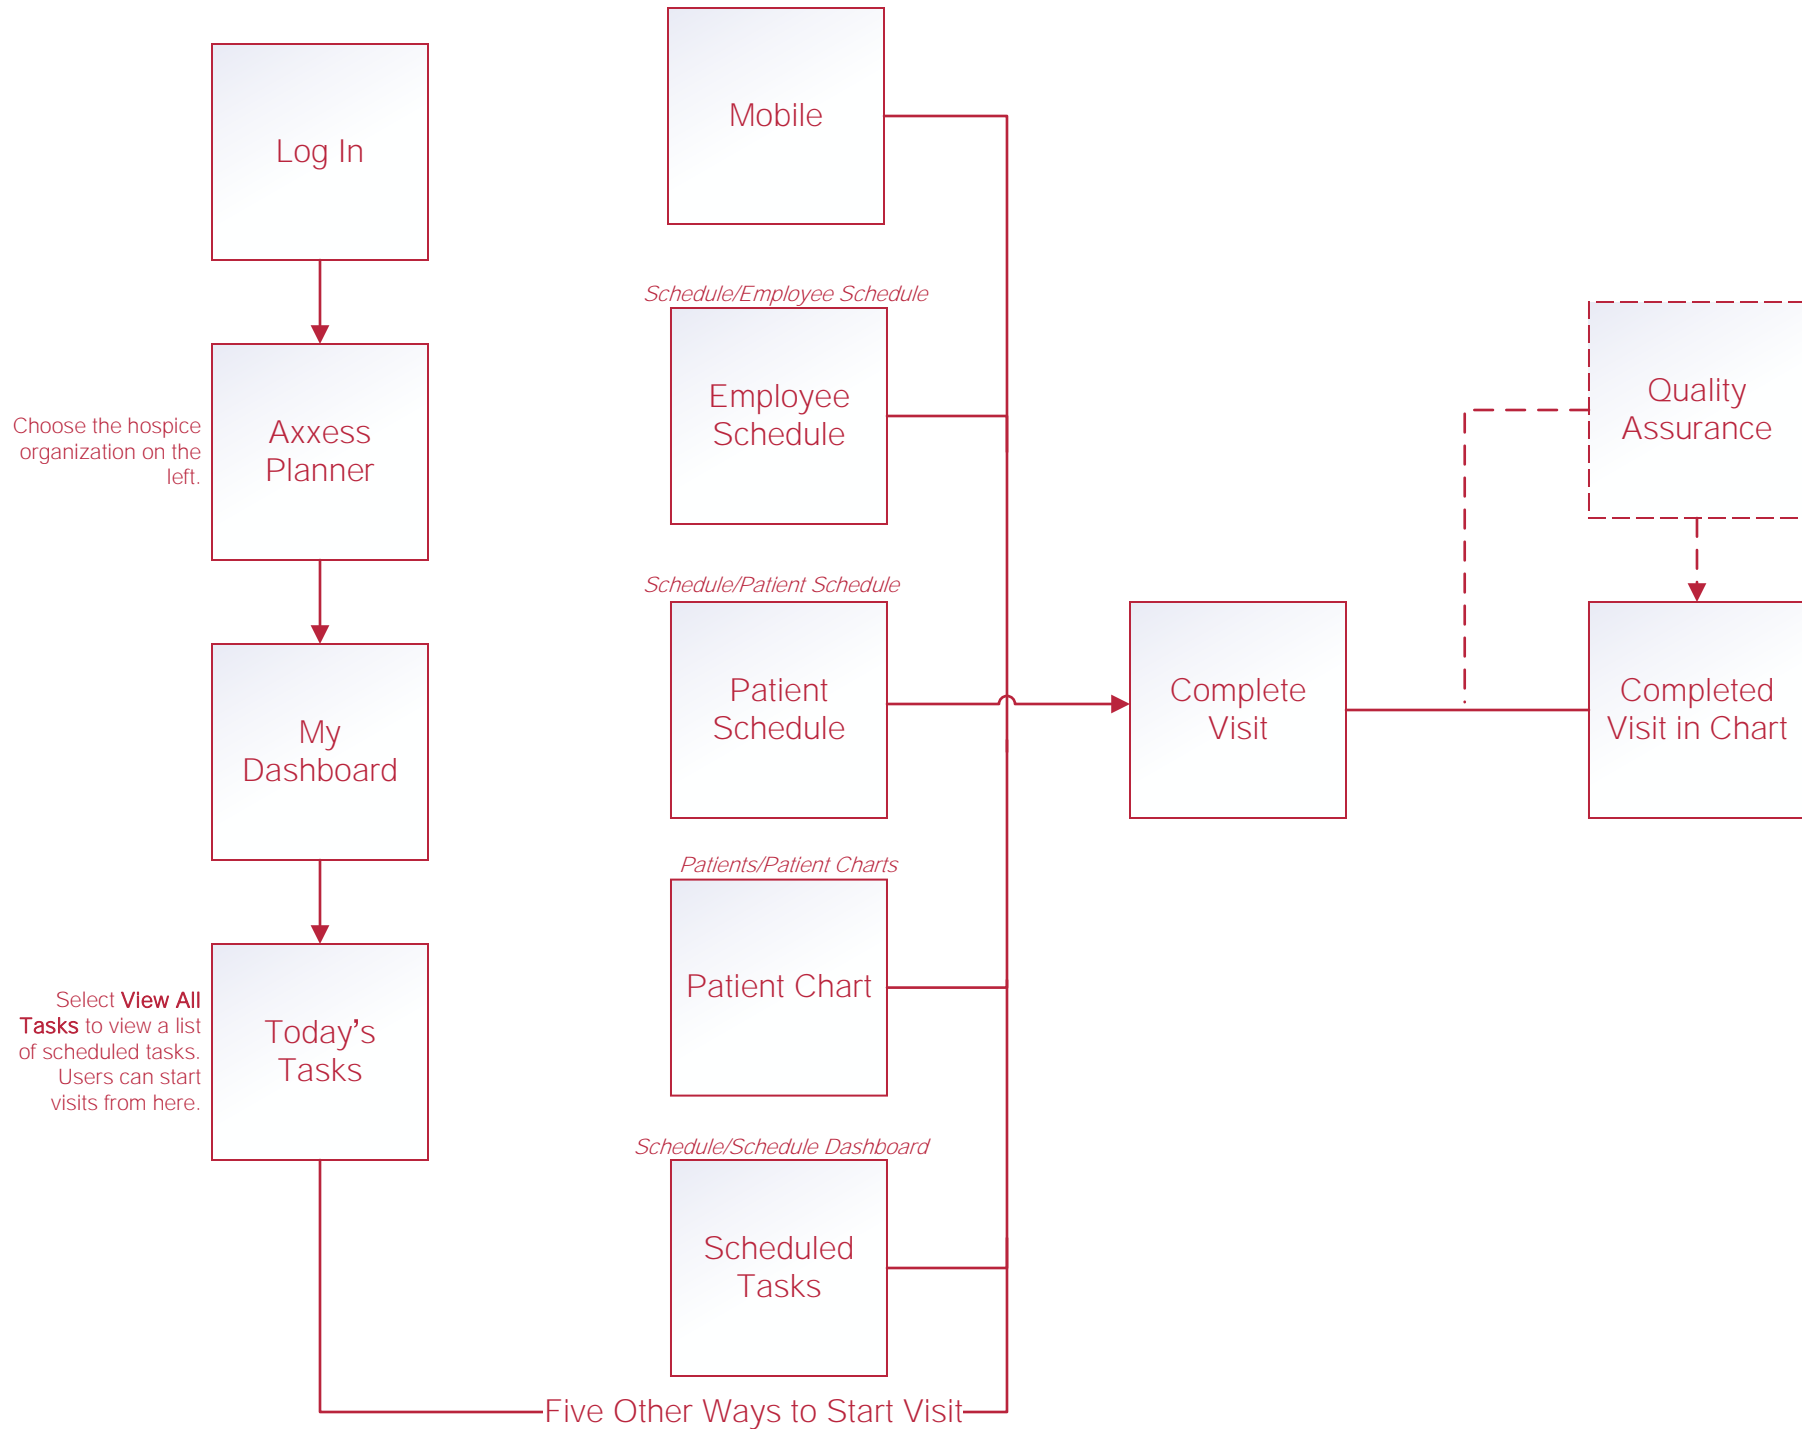 Log In
Choose the hospice
organization on the
left.
Axxess
Planner
My
Dashboard
Select View All
Tasks to view a list
of scheduled tasks.
Users can start
visits from here.
Today’s
Tasks
Mobile
Schedule/Employee Schedule
Employee
Schedule
Schedule/Patient Schedule
Patient
Schedule
Patients/Patient Charts
Patient Chart
Schedule/Schedule Dashboard
Scheduled
Tasks
Five Other Ways to Start Visit
Complete
Visit
Quality
Assurance
Completed
Visit in Chart